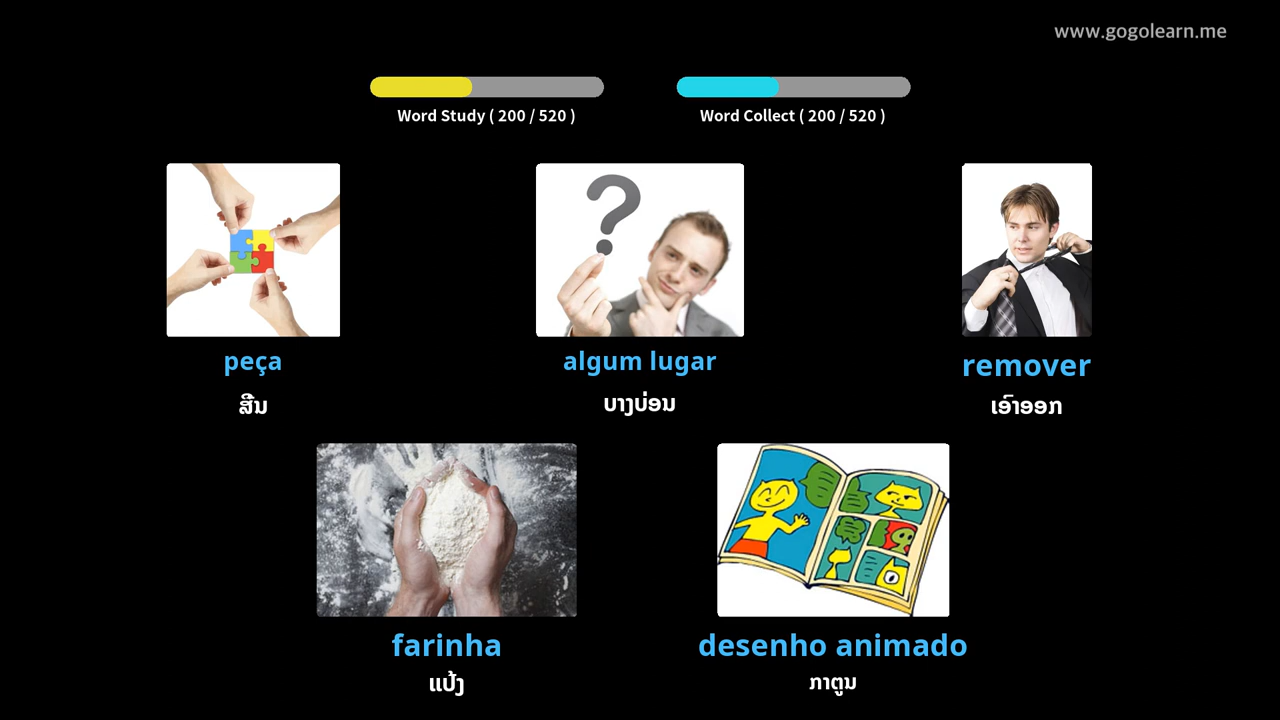 www.gogolearn.me
Word Study ( 200 / 520 )
Word Collect ( 200 / 520 )
peça
algum lugar
remover
ສີ້ນ
ບາງບ່ອນ
ເອົາອອກ
farinha
desenho animado
ແປ້ງ
ກາຕູນ